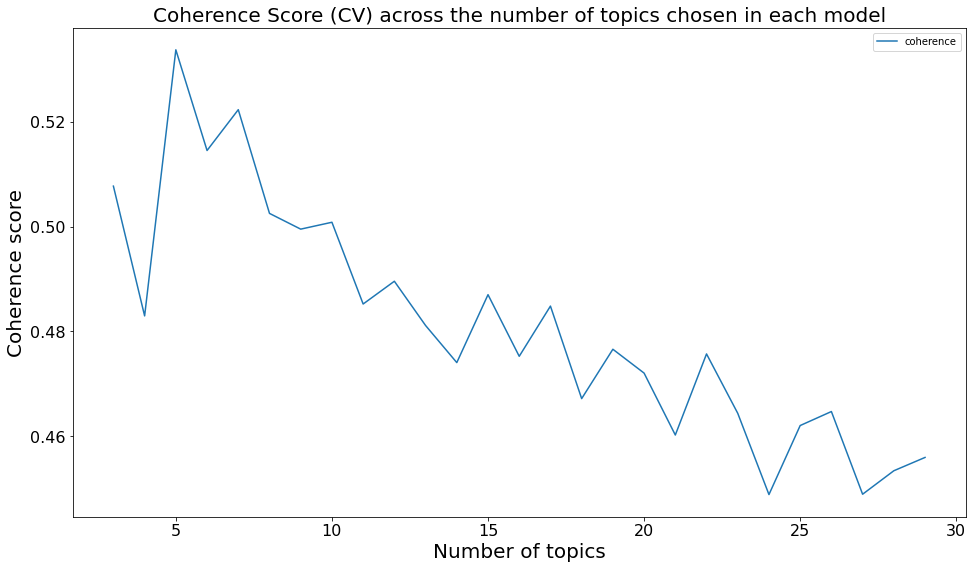 Coherence Score (CV) across the number of topics chosen in each model
coherence
Coherence score
0.52
0.50
0.48
0.46
5 10 15 20 25 30
Number of topics